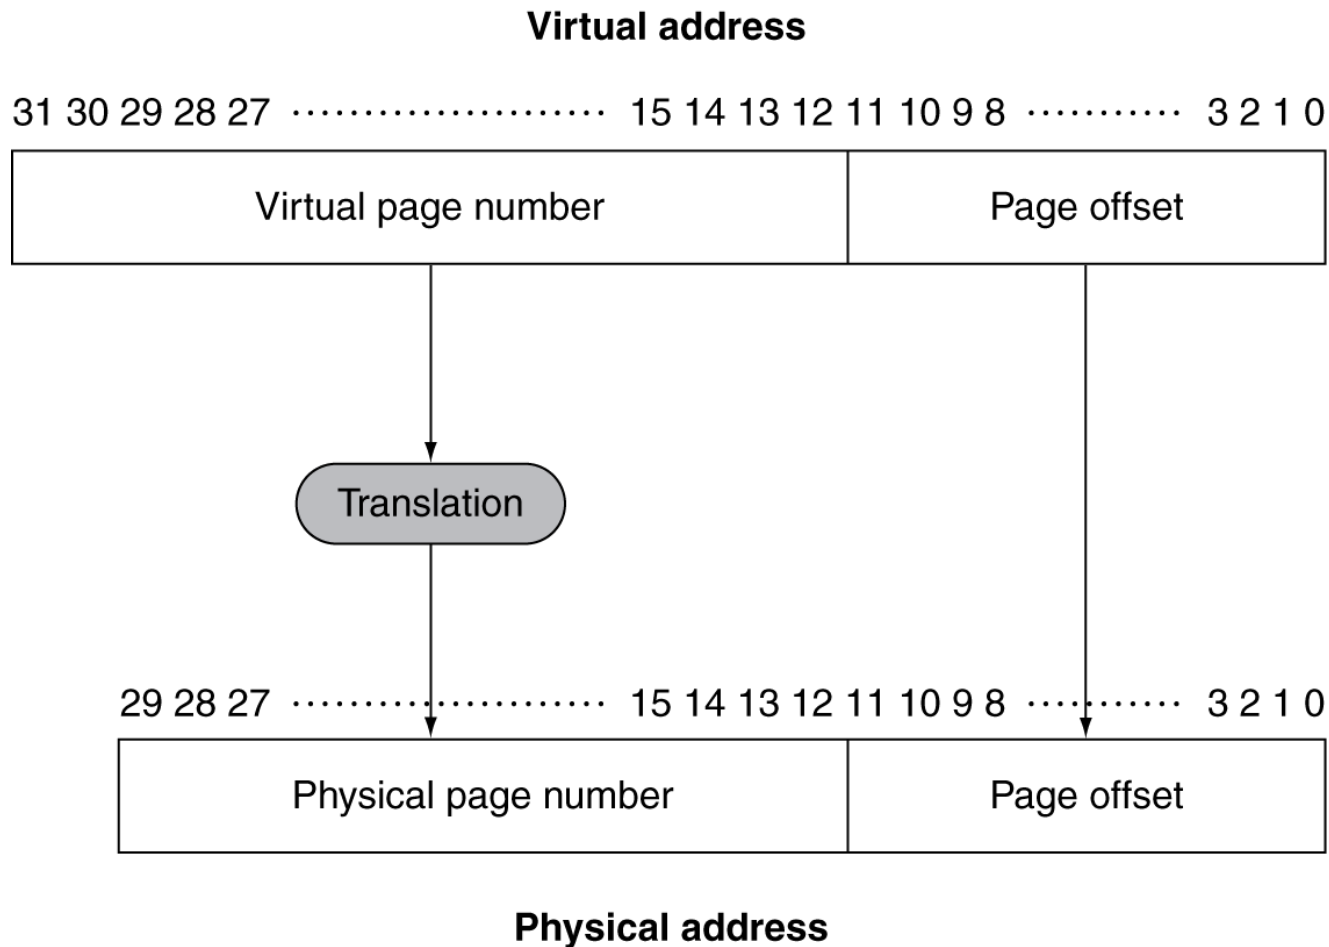 Virtual address
31 30 29 28 27 ······················ 15 14 13 12 11 10 9 8 ··········· 3 2 1 0
Virtual page number Page offset
Translation
29 28 27 ······················ 15 14 13 12 11 10 9 8 ··········· 3 2 1 0
Physical page number Page offset
Physical address